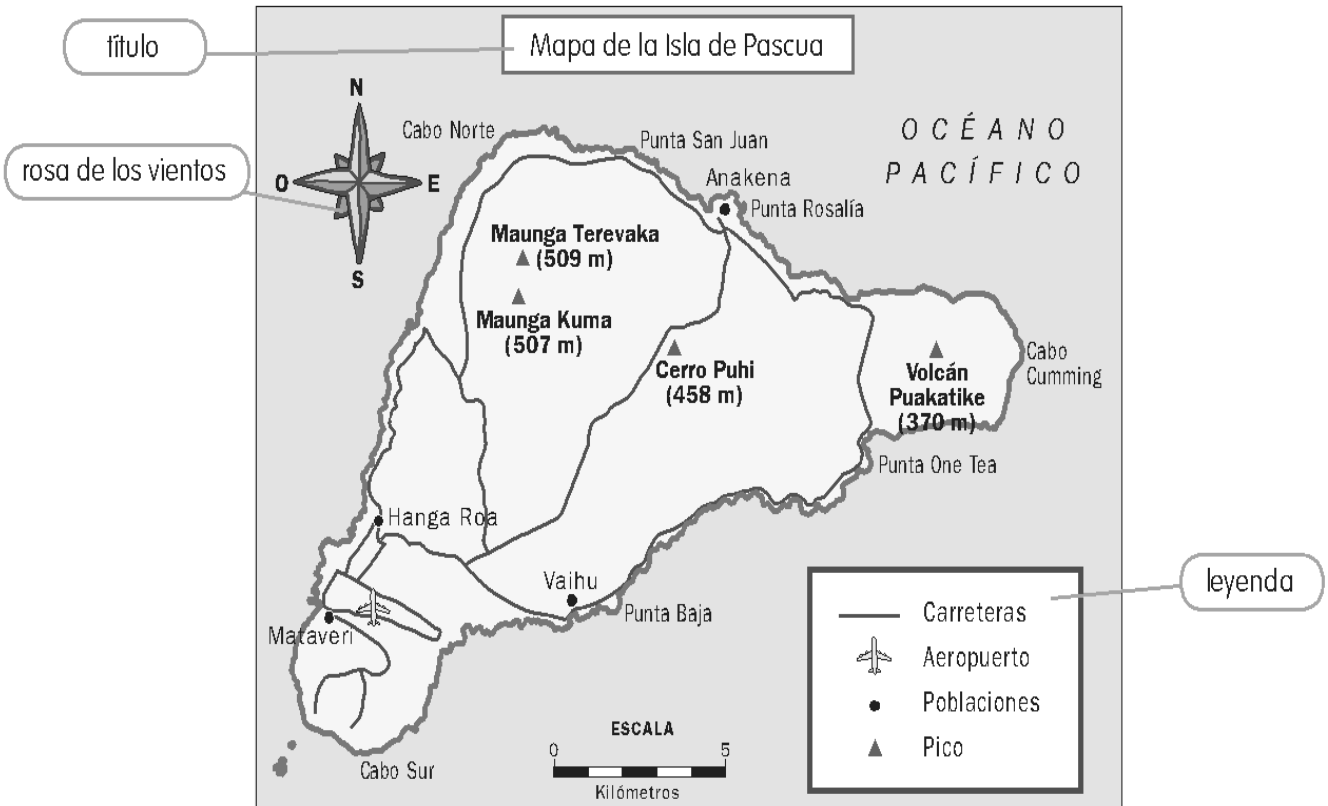 título
Mapa de la Isla de Pascua
rosa de los vientos
N
O
E
S
OCÉANO
PACÍFICO
Cabo Norte
Punta San Juan
Anakena
Punta Rosalía
Maunga Terevaka
(509 m)
Maunga Kuma
(507 m)
Cerro Puhi
(458 m)
Volcán
Puakatike
(370 m)
Cabo
Cumming
Punta One Tea
Hanga Roa
Vaihu
Punta Baja
Mataveri
Cabo Sur
ESCALA
0 5
Kilómetros
leyenda
Carreteras
Aeropuerto
Poblaciones
Pico